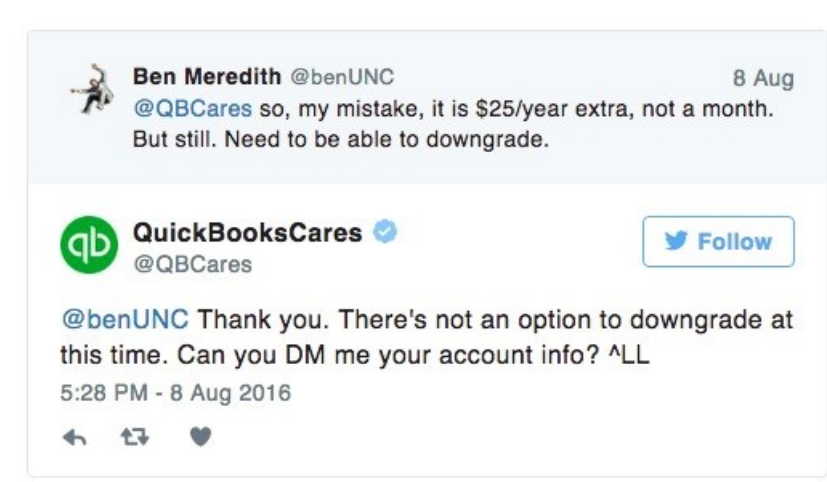 Ben Meredith @benUNC 8 Aug
@QBCares so, my mistake, it is $25/year extra, not a month.
But still. Need to be able to downgrade.
qb
QuickBooksCares
Follow
@QBCares
@benUNC Thank you. There's not an option to downgrade at
this time. Can you DM me your account info? ^LL
5:28 PM - 8 Aug 2016